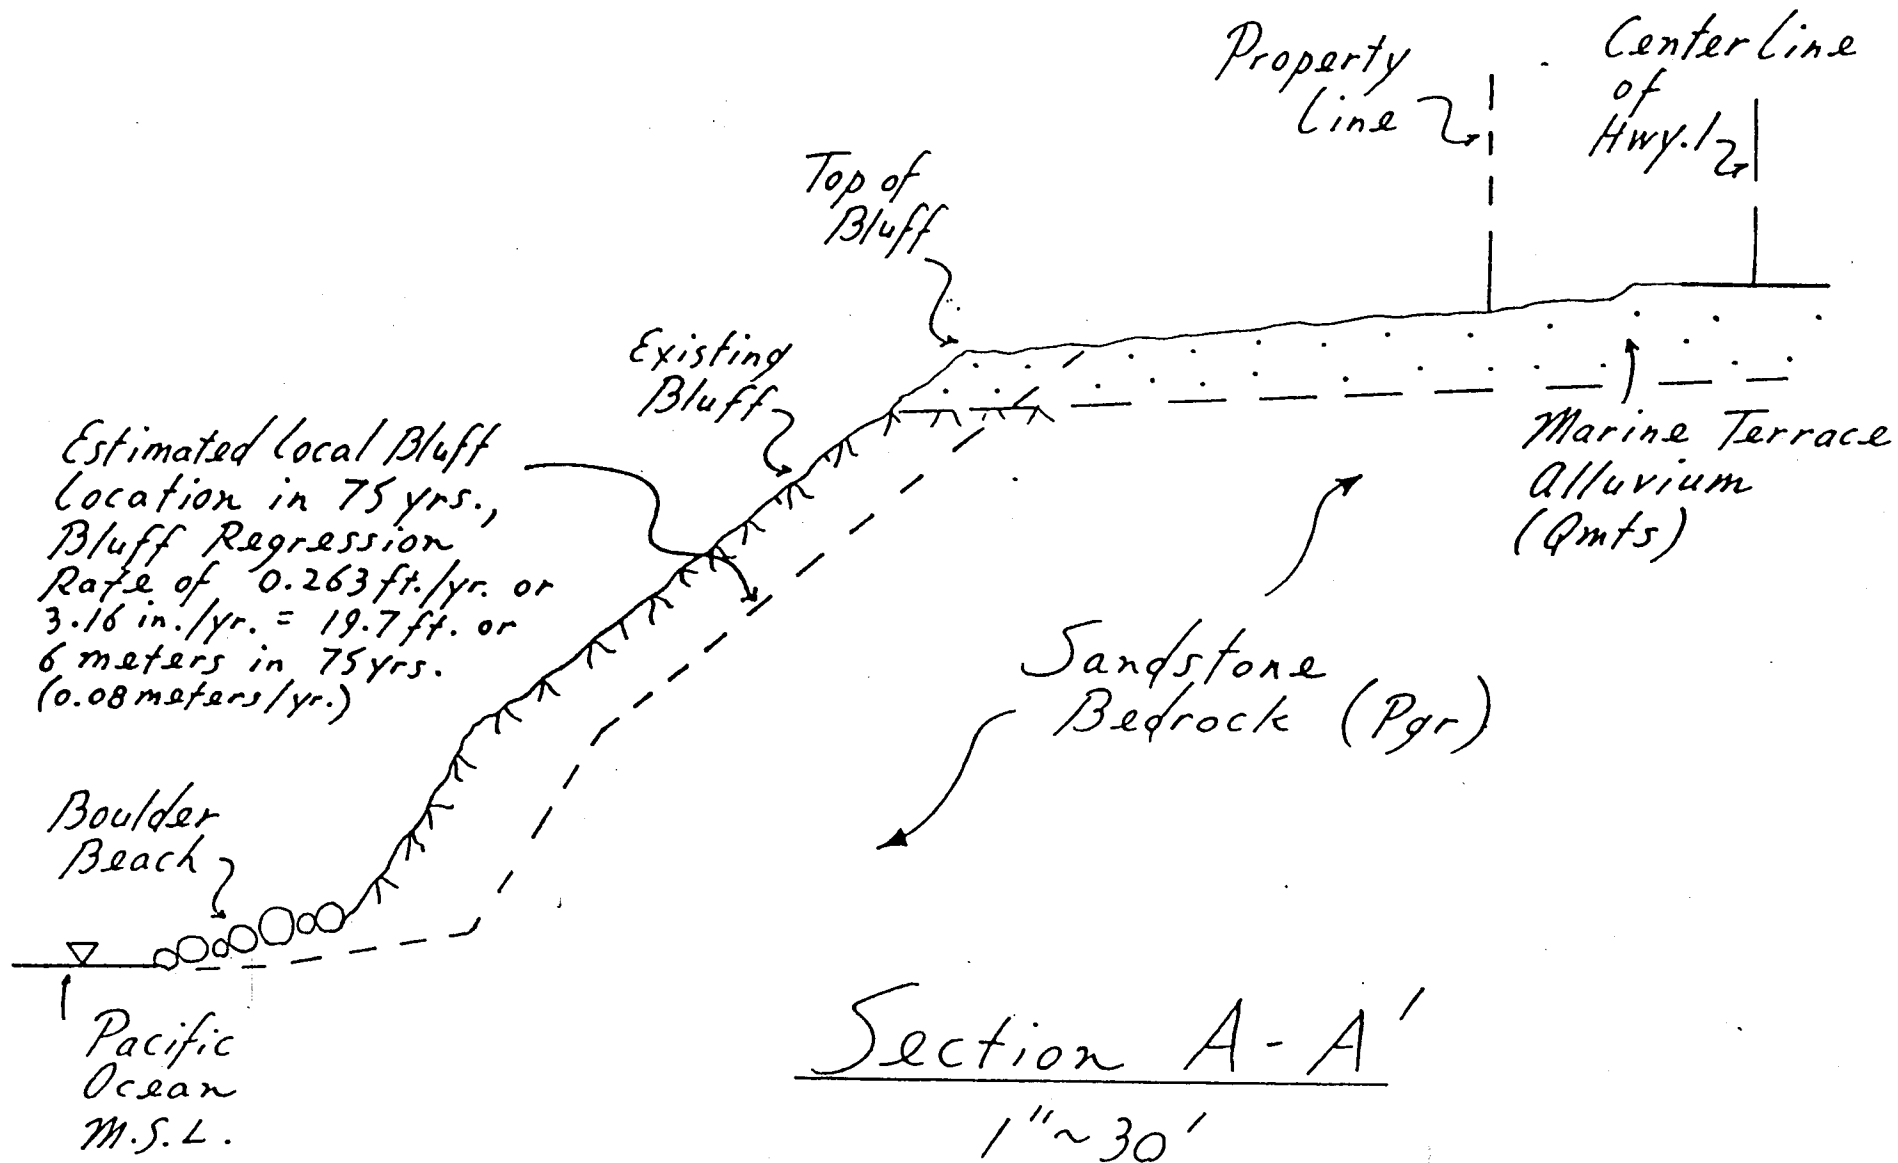 Property
Line
Centerline
of
Hwy. 1
Top of
Bluff
Existing
Bluff
Estimated Local Bluff
Location in 75 yrs.,
Bluff Regression
Rate of 0.263 ft./yr. or
3.16 in./yr. = 19.7 ft. or
6 meters in 75 yrs.
(0.08 meters/yr.)
Marine Terrace
Alluvium
(Qmts)
Sandstone
Bedrock (Pgr)
Boulder
Beach
Pacific
Ocean
M.S.L.
Section A - A'
1" ~ 30'